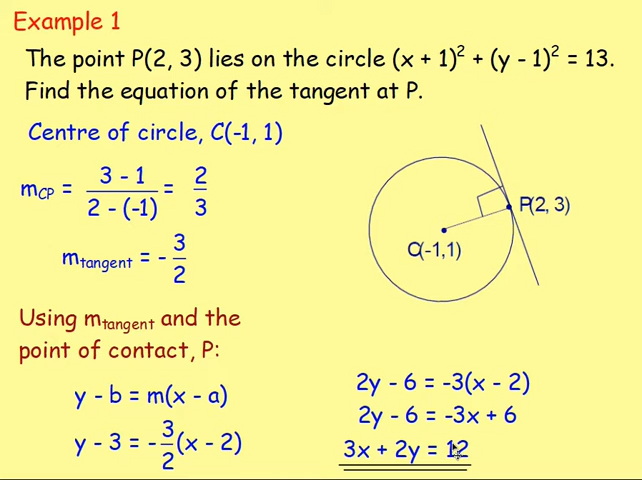 Example 1
The point P(2, 3) lies on the circle (x + 1)² + (y - 1)² = 13.
Find the equation of the tangent at P.
Centre of circle, C(-1, 1)
mCP = 3 - 1 / 2 - (-1) = 2 / 3
mtangent = - 3 / 2
Using mtangent and the
point of contact, P:
y - b = m(x - a)
y - 3 = - 3 / 2 (x - 2)
P(2, 3)
C(-1,1)
2y - 6 = -3(x - 2)
2y - 6 = -3x + 6
3x + 2y = 12